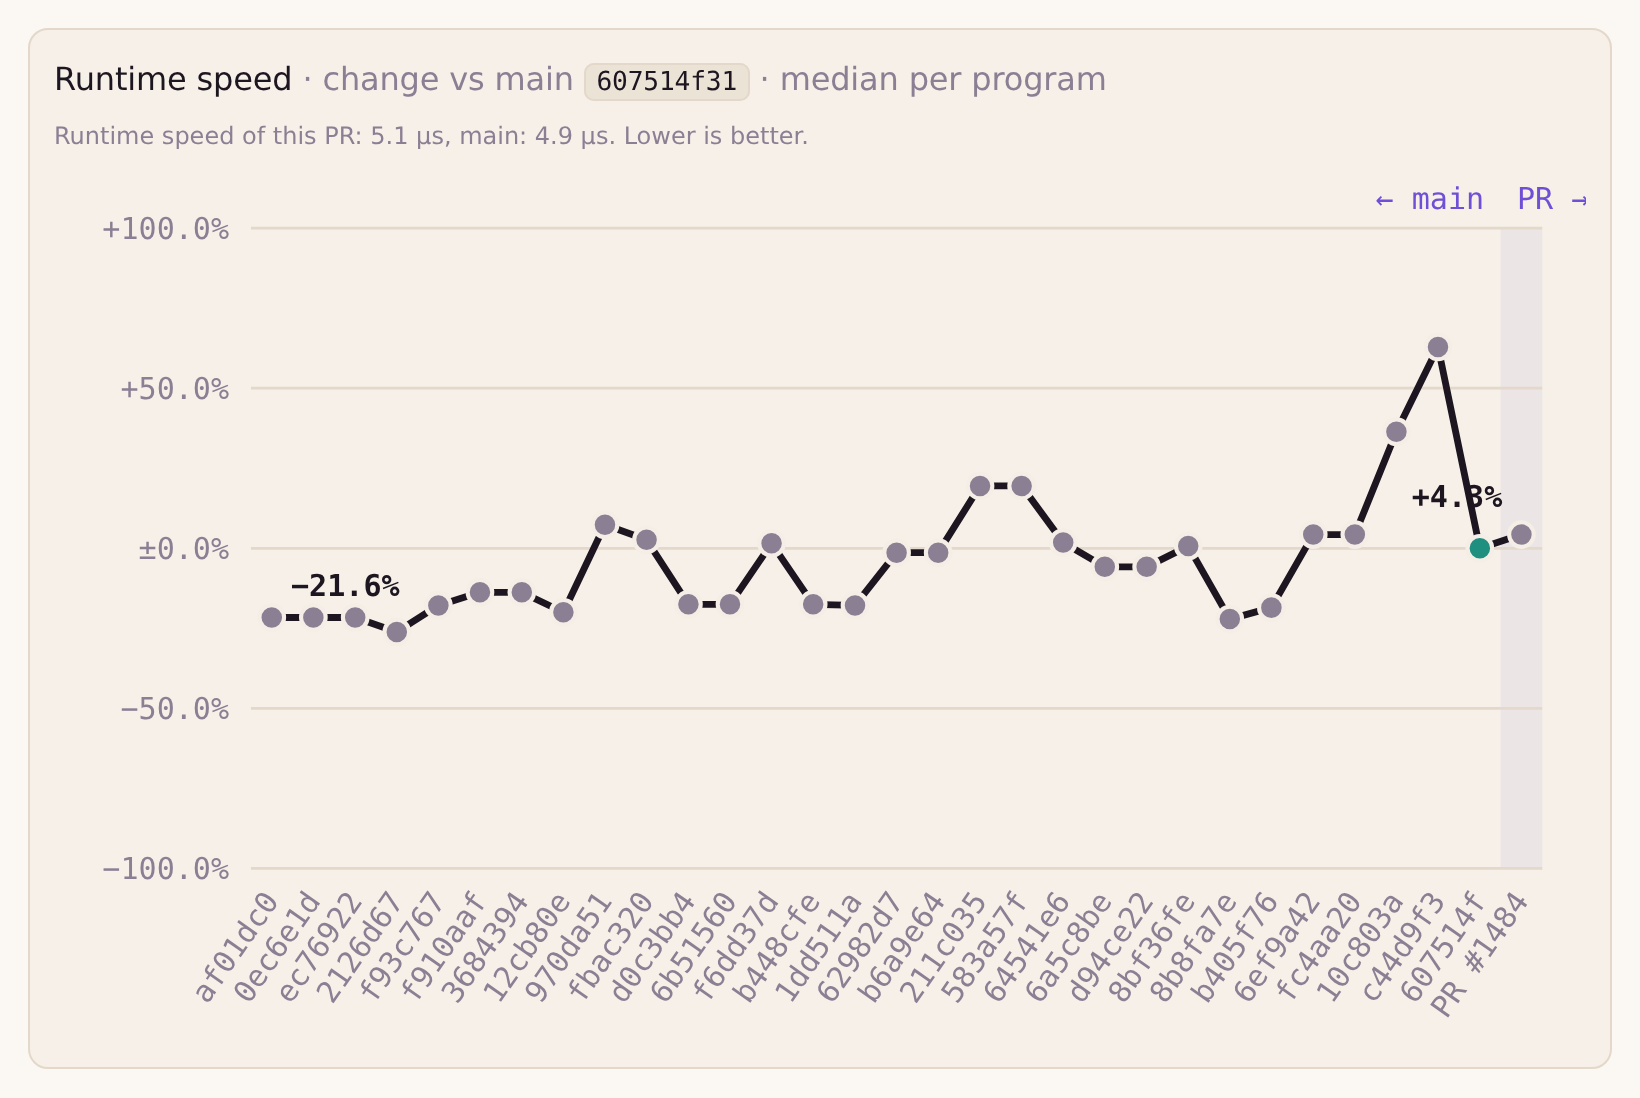 Runtime speed · change vs main 607514f31 · median per program
Runtime speed of this PR: 5.1 µs, main: 4.9 µs. Lower is better.
← main PR →
+100.0%
+50.0%
±0.0%
−50.0%
−100.0%
−21.6%
+4.3%
af01dc0
0ec6e1d
ec76922
2126d67
f93c767
f910aaf
3684394
12cb80e
970da51
fbac320
d0c3bb4
6b51560
f6dd37d
b448cfe
1dd511a
62982d7
b6a9e64
211c035
583a57f
64541e6
6a5c8be
d94ce22
8bf36fe
8b8fa7e
b405f76
6ef9a42
fc4aa20
10c803a
c44d9f3
607514f
PR #1484